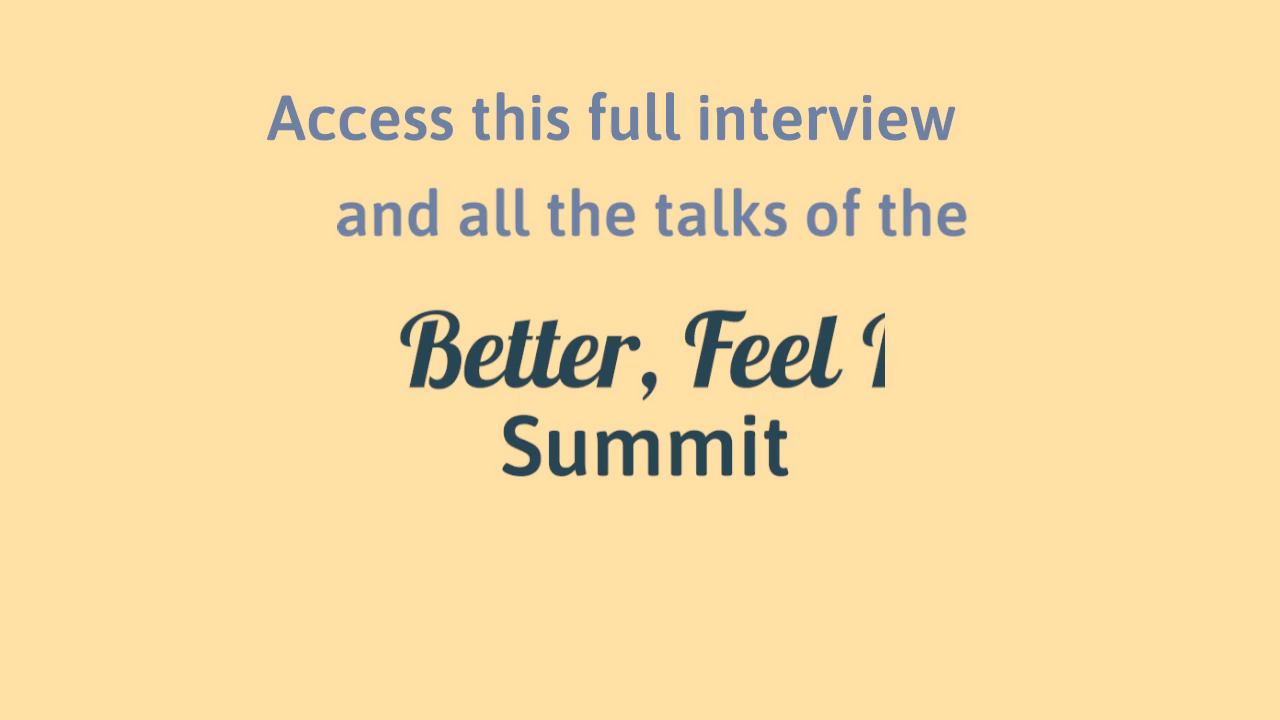 Access this full interview
and all the talks of the
Better, Feel
Summit